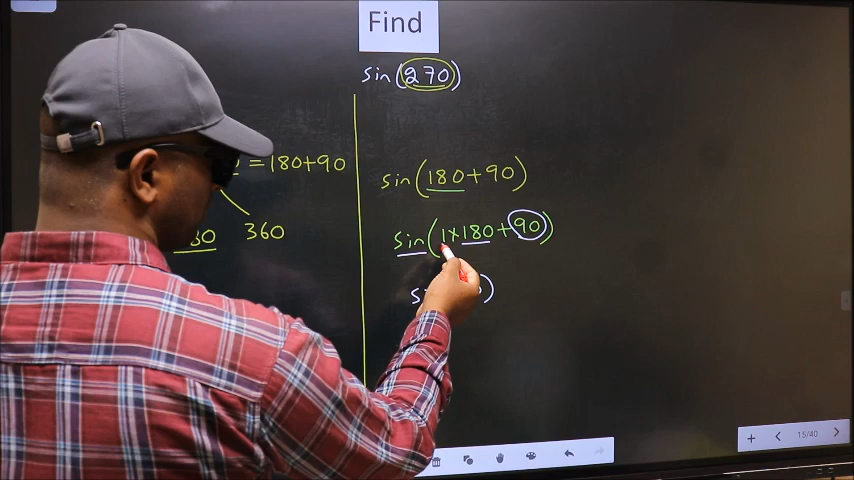 Find
sin(270)
= 180+90
360
sin(180+90)
sin(1×180+90)
15/40